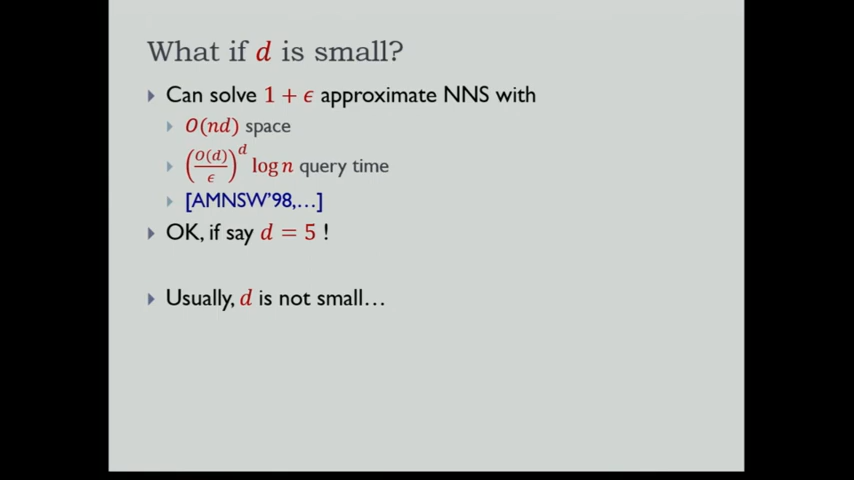 What if d is small?
Can solve 1 + ϵ approximate NNS with
O(nd) space
(O(d)/ϵ)^d log n query time
[AMNSW'98,...]
OK, if say d = 5 !
Usually, d is not small...